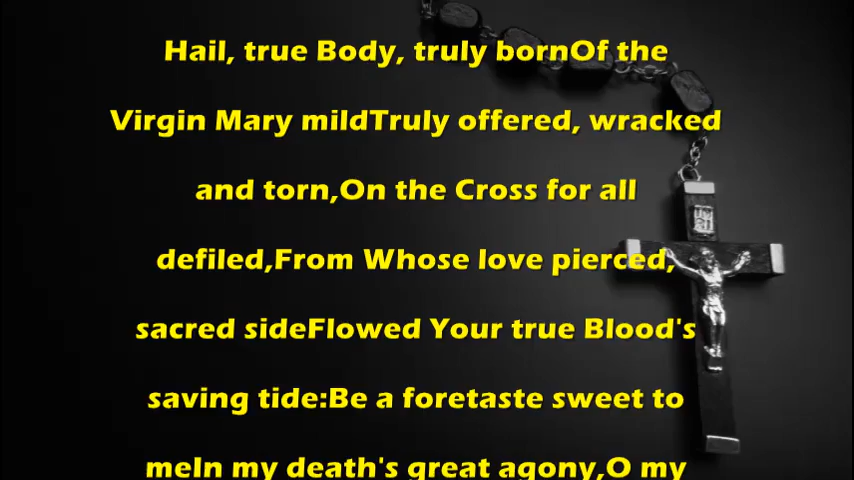 Hail, true Body, truly bornOf the
Virgin Mary mildTruly offered, wracked
and torn,On the Cross for all
defiled,From Whose love pierced,
sacred sideFlowed Your true Blood's
saving tide:Be a foretaste sweet to
meIn my death's great agony,O my